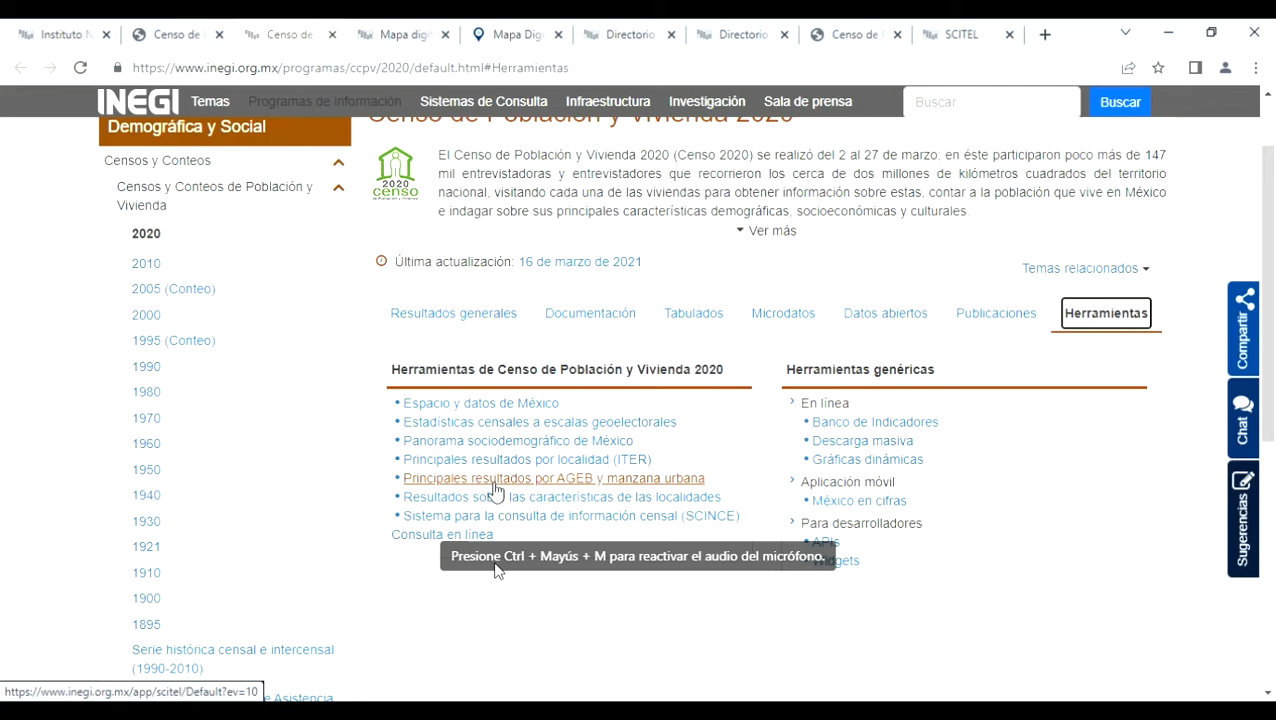 Instituto N
Censo de
Censo de
Mapa digi
Mapa Dig
Directorio
Directorio
Censo de
SCITEL
https://www.inegi.org.mx/programas/ccpv/2020/default.html#Herramientas
INEGI Temas Programas de información Sistemas de Consulta Infraestructura Investigación Sala de prensa Buscar Buscar
Demográfica y Social
Censos y Conteos
Censos y Conteos de Población y
Vivienda
2020
2010
2005 (Conteo)
2000
1995 (Conteo)
1990
1980
1970
1960
1950
1940
1930
1921
1910
1900
1895
Serie histórica censal e intercensal
(1990-2010)
e Asistencia
Censo de Población y Vivienda 2020
2020
censo
El Censo de Población y Vivienda 2020 (Censo 2020) se realizó del 2 al 27 de marzo: en éste participaron poco más de 147
mil entrevistadoras y entrevistadores que recorrieron los cerca de dos millones de kilómetros cuadrados del territorio
nacional, visitando cada una de las viviendas para obtener información sobre estas, contar a la población que vive en México
e indagar sobre sus principales características demográficas, socioeconómicas y culturales.
Ver más
Última actualización: 16 de marzo de 2021
Temas relacionados
Resultados generales Documentación Tabulados Microdatos Datos abiertos Publicaciones Herramientas
Herramientas de Censo de Población y Vivienda 2020
• Espacio y datos de México
• Estadísticas censales a escalas geoelectorales
• Panorama sociodemográfico de México
• Principales resultados por localidad (ITER)
• Principales resultados por AGEB y manzana urbana
• Resultados so las características de las localidades
• Sistema para la consulta de información censal (SCINCE)
Consulta en línea
Herramientas genéricas
En línea
• Banco de Indicadores
• Descarga masiva
• Gráficas dinámicas
Aplicación móvil
• México en cifras
Para desarrolladores
APIs
Widgets
Presione Ctrl + Mayús + M para reactivar el audio del micrófono.
Compartir
Chat
Sugerencias
https://www.inegi.org.mx/app/scitel/Default?ev=10